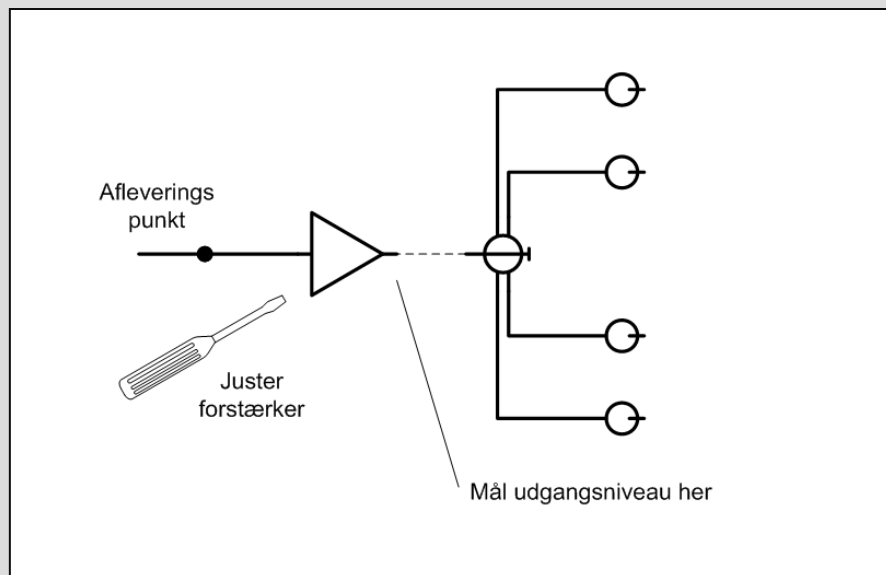 Afleverings
punkt
Juster
forstærker
Mål udgangsniveau her